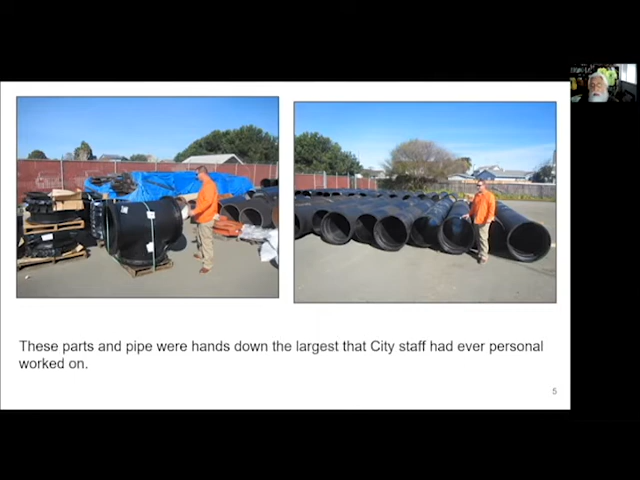 These parts and pipe were hands down the largest that City staff had ever personal
worked on.
5